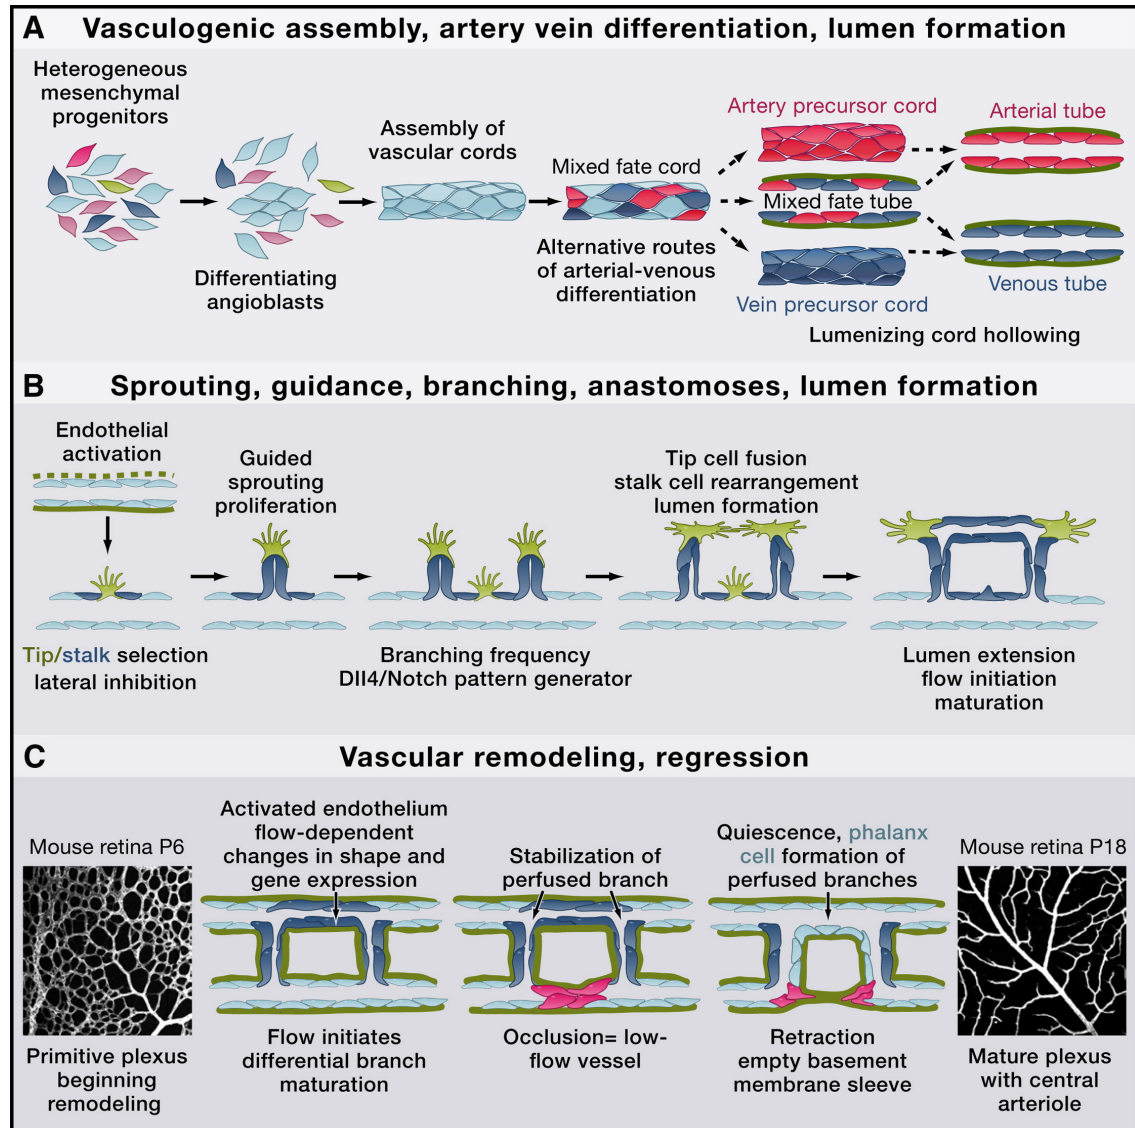 A Vasculogenic assembly, artery vein differentiation, lumen formation
Heterogeneous
mesenchymal
progenitors
Differentiating
angioblasts
Assembly of
vascular cords
Mixed fate cord
Alternative routes
of arterial-venous
differentiation
Artery precursor cord
Mixed fate tube
Vein precursor cord
Arterial tube
Venous tube
Lumenizing cord hollowing
B Sprouting, guidance, branching, anastomoses, lumen formation
Endothelial
activation
Tip/stalk selection
lateral inhibition
Guided
sprouting
proliferation
Branching frequency
Dll4/Notch pattern generator
Tip cell fusion
stalk cell rearrangement
lumen formation
Lumen extension
flow initiation
maturation
C Vascular remodeling, regression
Mouse retina P6
Primitive plexus
beginning
remodeling
Activated endothelium
flow-dependent
changes in shape and
gene expression
Flow initiates
differential branch
maturation
Stabilization of
perfused branch
Occlusion= low-
flow vessel
Quiescence, phalanx
cell formation of
perfused branches
Retraction
empty basement
membrane sleeve
Mouse retina P18
Mature plexus
with central
arteriole